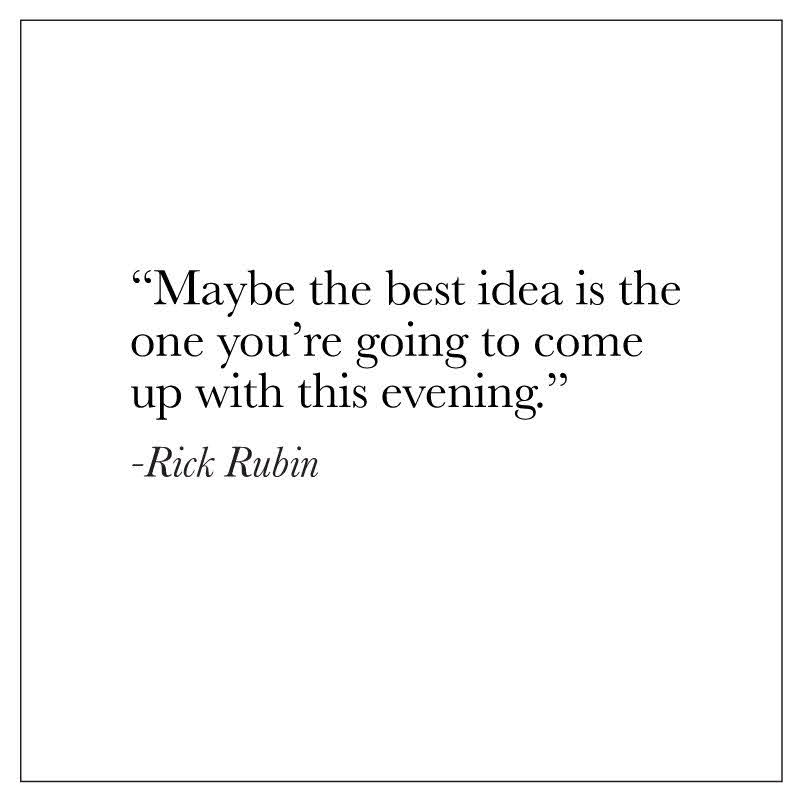 “Maybe the best idea is the
one you’re going to come
up with this evening.”
-Rick Rubin